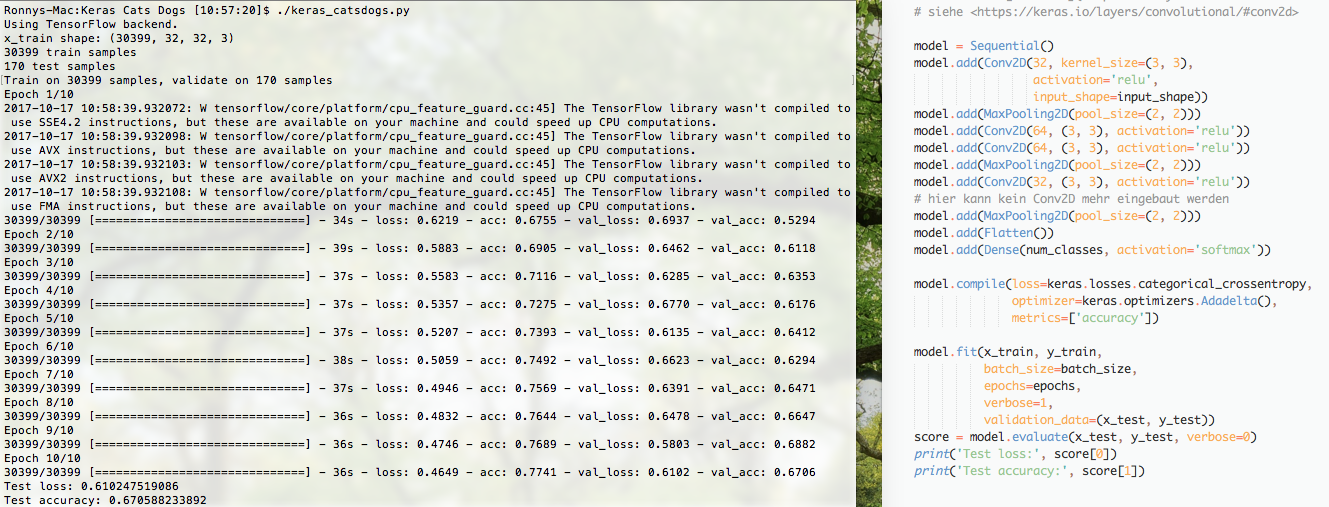 Ronnys-Mac:Keras Cats Dogs [10:57:20]$ ./keras_catsdogs.py
Using TensorFlow backend.
x_train shape: (30399, 32, 32, 3)
30399 train samples
170 test samples
[Train on 30399 samples, validate on 170 samples ]
Epoch 1/10
2017-10-17 10:58:39.932072: W tensorflow/core/platform/cpu_feature_guard.cc:45] The TensorFlow library wasn't compiled to
use SSE4.2 instructions, but these are available on your machine and could speed up CPU computations.
2017-10-17 10:58:39.932098: W tensorflow/core/platform/cpu_feature_guard.cc:45] The TensorFlow library wasn't compiled to
use AVX instructions, but these are available on your machine and could speed up CPU computations.
2017-10-17 10:58:39.932103: W tensorflow/core/platform/cpu_feature_guard.cc:45] The TensorFlow library wasn't compiled to
use AVX2 instructions, but these are available on your machine and could speed up CPU computations.
2017-10-17 10:58:39.932108: W tensorflow/core/platform/cpu_feature_guard.cc:45] The TensorFlow library wasn't compiled to
use FMA instructions, but these are available on your machine and could speed up CPU computations.
30399/30399 [==============================] - 34s - loss: 0.6219 - acc: 0.6755 - val_loss: 0.6937 - val_acc: 0.5294
Epoch 2/10
30399/30399 [==============================] - 39s - loss: 0.5883 - acc: 0.6905 - val_loss: 0.6462 - val_acc: 0.6118
Epoch 3/10
30399/30399 [==============================] - 37s - loss: 0.5583 - acc: 0.7116 - val_loss: 0.6285 - val_acc: 0.6353
Epoch 4/10
30399/30399 [==============================] - 37s - loss: 0.5357 - acc: 0.7275 - val_loss: 0.6770 - val_acc: 0.6176
Epoch 5/10
30399/30399 [==============================] - 37s - loss: 0.5207 - acc: 0.7393 - val_loss: 0.6135 - val_acc: 0.6412
Epoch 6/10
30399/30399 [==============================] - 38s - loss: 0.5059 - acc: 0.7492 - val_loss: 0.6623 - val_acc: 0.6294
Epoch 7/10
30399/30399 [==============================] - 37s - loss: 0.4946 - acc: 0.7569 - val_loss: 0.6391 - val_acc: 0.6471
Epoch 8/10
30399/30399 [==============================] - 36s - loss: 0.4832 - acc: 0.7644 - val_loss: 0.6478 - val_acc: 0.6647
Epoch 9/10
30399/30399 [==============================] - 36s - loss: 0.4746 - acc: 0.7689 - val_loss: 0.5803 - val_acc: 0.6882
Epoch 10/10
30399/30399 [==============================] - 36s - loss: 0.4649 - acc: 0.7741 - val_loss: 0.6102 - val_acc: 0.6706
Test loss: 0.610247519086
Test accuracy: 0.670588233892
# siehe <https://keras.io/layers/convolutional/#conv2d>
model = Sequential()
model.add(Conv2D(32, kernel_size=(3, 3),
activation='relu',
input_shape=input_shape))
model.add(MaxPooling2D(pool_size=(2, 2)))
model.add(Conv2D(64, (3, 3), activation='relu'))
model.add(Conv2D(64, (3, 3), activation='relu'))
model.add(MaxPooling2D(pool_size=(2, 2)))
model.add(Conv2D(32, (3, 3), activation='relu'))
# hier kann kein Conv2D mehr eingebaut werden
model.add(MaxPooling2D(pool_size=(2, 2)))
model.add(Flatten())
model.add(Dense(num_classes, activation='softmax'))
model.compile(loss=keras.losses.categorical_crossentropy,
optimizer=keras.optimizers.Adadelta(),
metrics=['accuracy'])
model.fit(x_train, y_train,
batch_size=batch_size,
epochs=epochs,
verbose=1,
validation_data=(x_test, y_test))
score = model.evaluate(x_test, y_test, verbose=0)
print('Test loss:', score[0])
print('Test accuracy:', score[1])